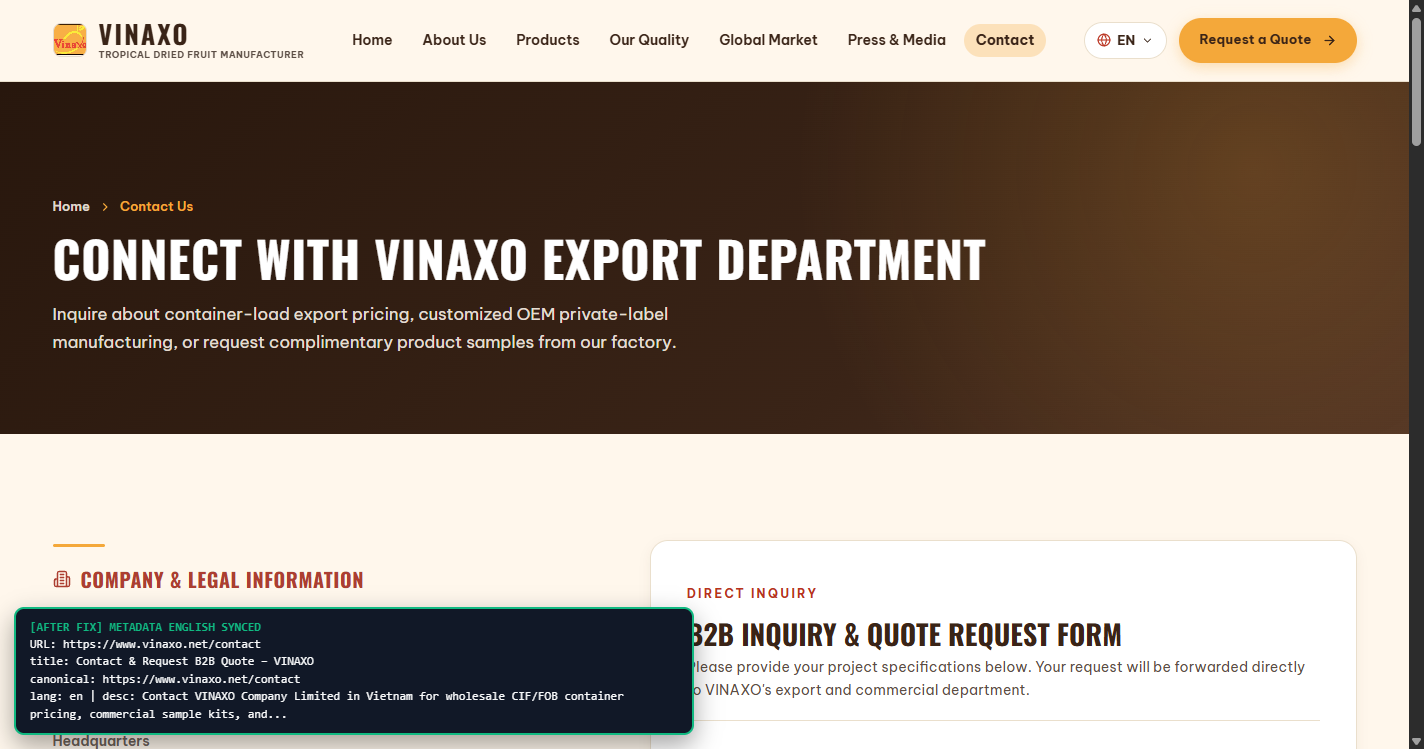 Vinaxo
VINAXO
TROPICAL DRIED FRUIT MANUFACTURER
Home
About Us
Products
Our Quality
Global Market
Press & Media
Contact
EN
Request a Quote
Home
Contact Us
CONNECT WITH VINAXO EXPORT DEPARTMENT
Inquire about container-load export pricing, customized OEM private-label
manufacturing, or request complimentary product samples from our factory.
COMPANY & LEGAL INFORMATION
[AFTER FIX] METADATA ENGLISH SYNCED
URL: https://www.vinaxo.net/contact
title: Contact & Request B2B Quote – VINAXO
canonical: https://www.vinaxo.net/contact
lang: en | desc: Contact VINAXO Company Limited in Vietnam for wholesale CIF/FOB container
pricing, commercial sample kits, and...
Headquarters
DIRECT INQUIRY
B2B INQUIRY & QUOTE REQUEST FORM
Please provide your project specifications below. Your request will be forwarded directly
to VINAXO's export and commercial department.